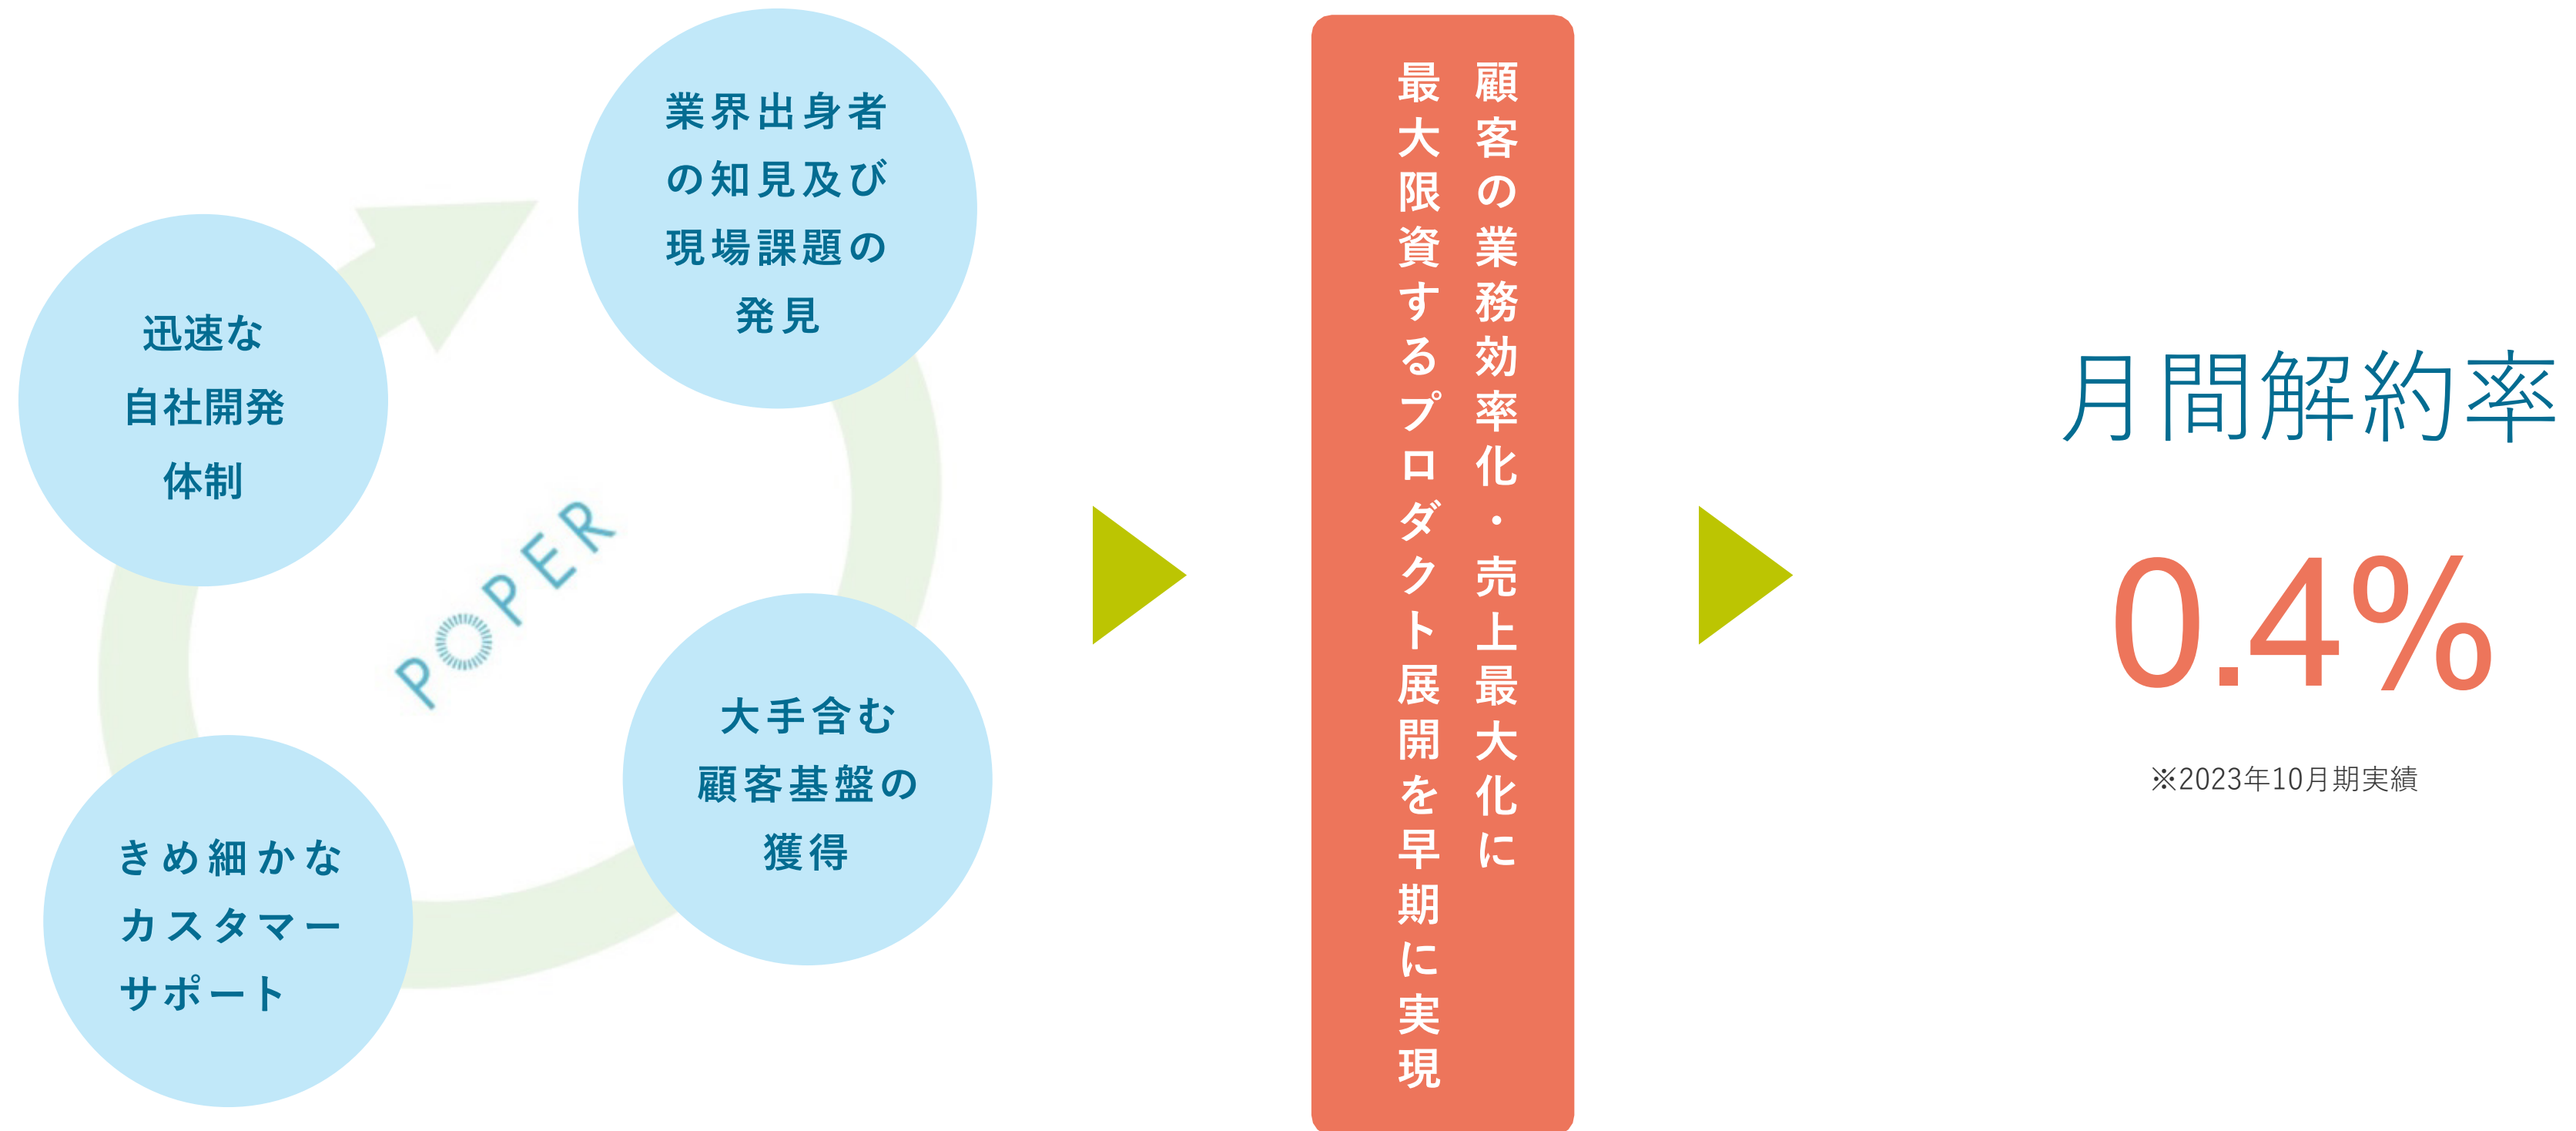 業界出身者
の知見及び
現場課題の
発見
迅速な
自社開発
体制
POPER
大手含む
顧客基盤の
獲得
きめ細かな
カスタマー
サポート
顧客の業務効率化・売上最大化に
最大限資するプロダクト展開を早期に実現
月間解約率
0.4%
※2023年10月期実績